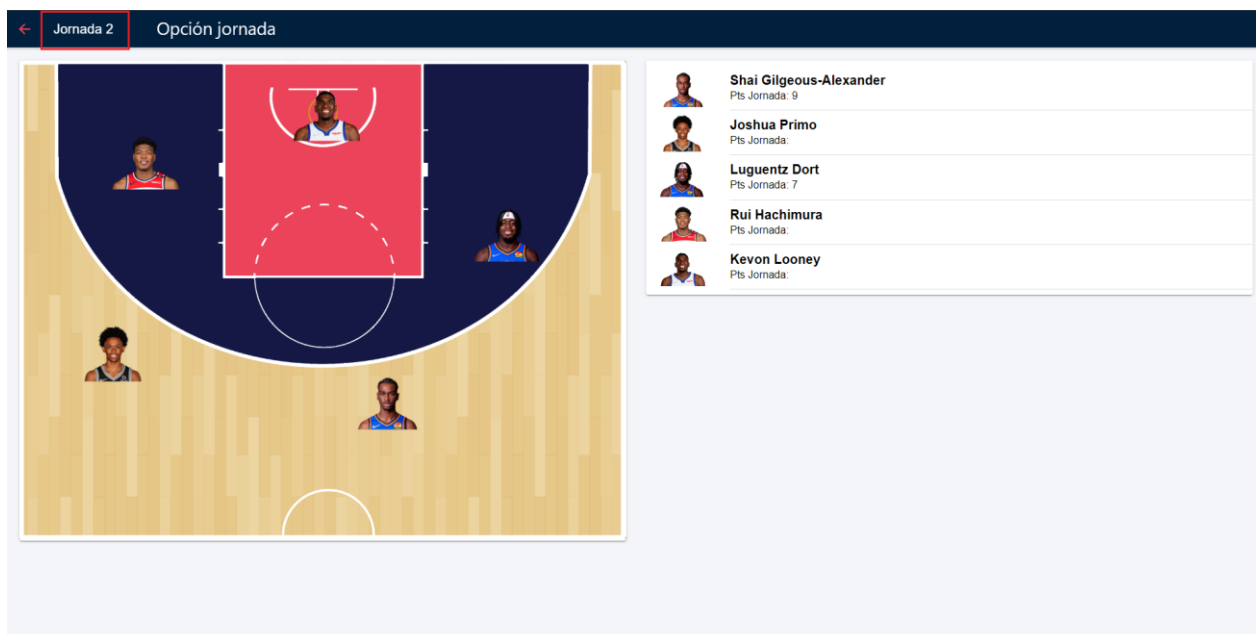 Jornada 2
Opción jornada
Shai Gilgeous-Alexander
Pts Jornada: 9
Joshua Primo
Pts Jornada:
Luguentz Dort
Pts Jornada: 7
Rui Hachimura
Pts Jornada:
Kevon Looney
Pts Jornada: